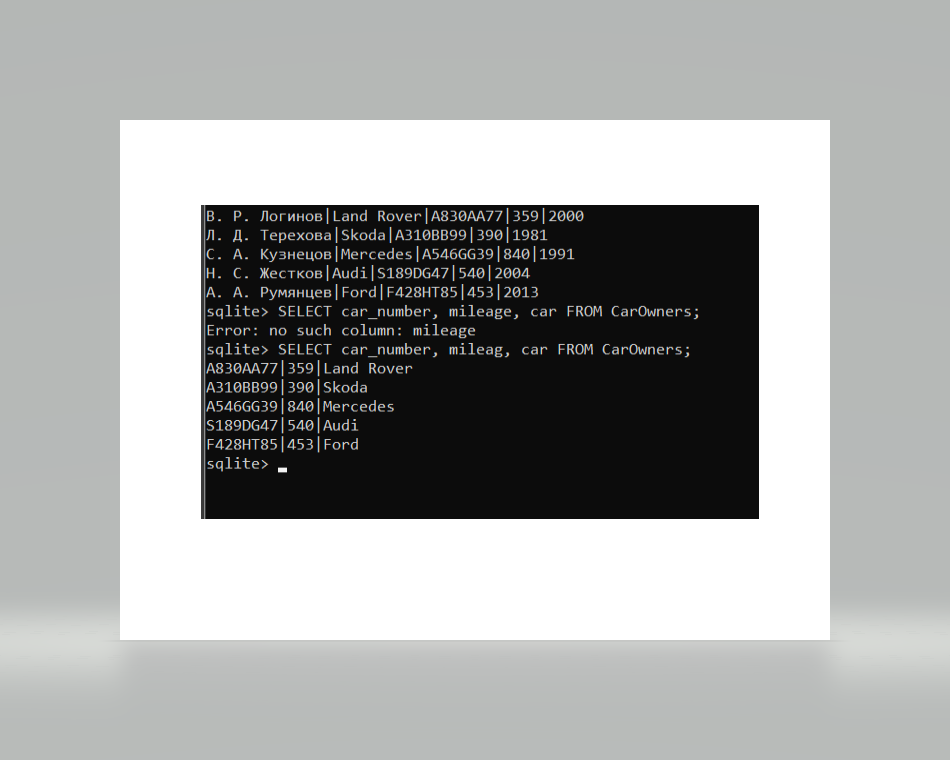 В. Р. Логинов|Land Rover|A830AA77|359|2000
Л. Д. Терехова|Skoda|A310BB99|390|1981
С. А. Кузнецов|Mercedes|A546GG39|840|1991
Н. С. Жестков|Audi|S189DG47|540|2004
А. А. Румянцев|Ford|F428HT85|453|2013
sqlite> SELECT car_number, mileage, car FROM CarOwners;
Error: no such column: mileage
sqlite> SELECT car_number, mileag, car FROM CarOwners;
A830AA77|359|Land Rover
A310BB99|390|Skoda
A546GG39|840|Mercedes
S189DG47|540|Audi
F428HT85|453|Ford
sqlite>